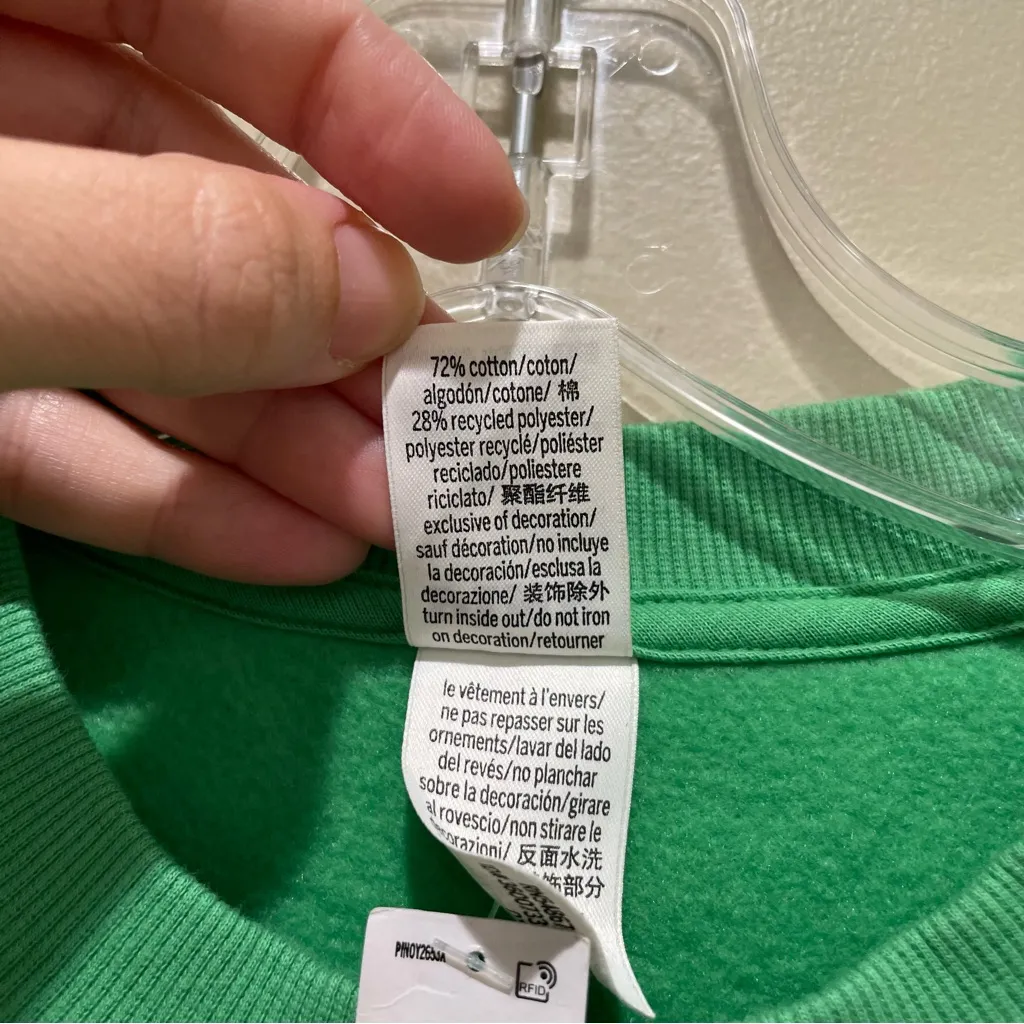 72% cotton/coton/
algodón/cotone/ 棉
28% recycled polyester/
polyester recyclé/poliéster
reciclado/poliestere
riciclato/ 聚酯纤维
exclusive of decoration/
sauf décoration/no incluye
la decoración/esclusa la
decorazione/ 装饰除外
turn inside out/do not iron
on decoration/retourner
le vêtement à l'envers/
ne pas repasser sur les
ornements/lavar del lado
del revés/no planchar
sobre la decoración/girare
al rovescio/non stirare le
反面水洗
部分
RFID